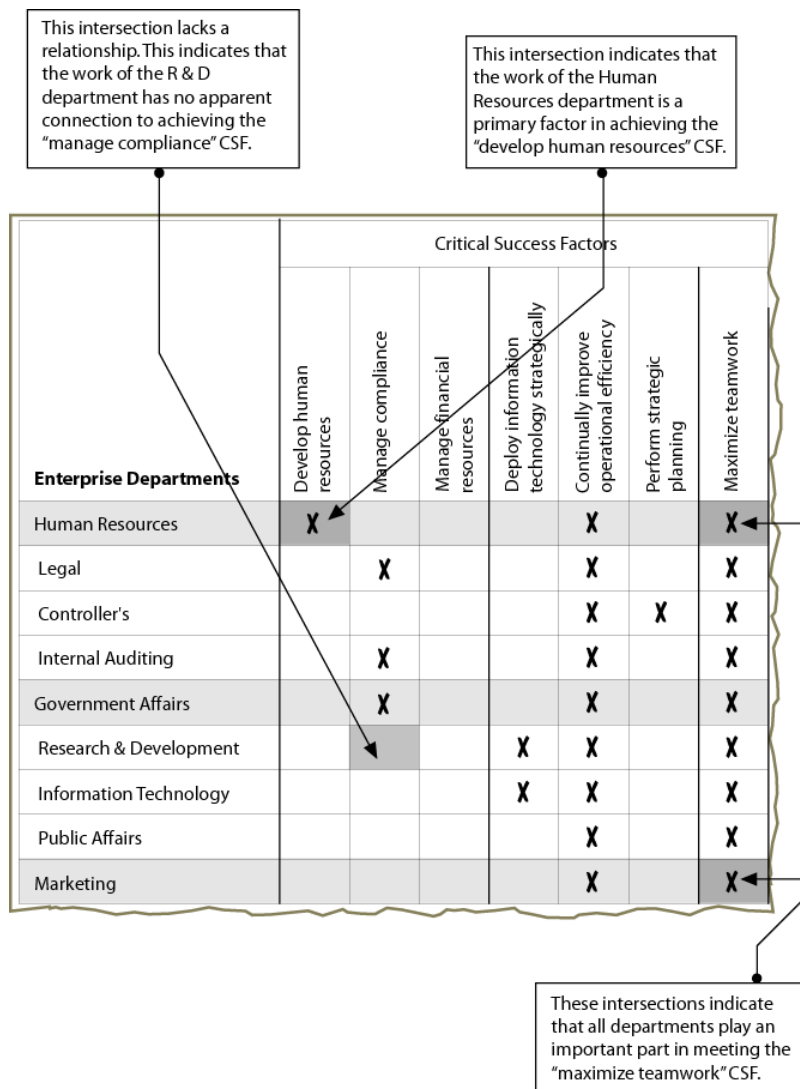 This intersection lacks a
relationship. This indicates that
the work of the R & D
department has no apparent
connection to achieving the
“manage compliance” CSF.
This intersection indicates that
the work of the Human
Resources department is a
primary factor in achieving the
“develop human resources” CSF.
Critical Success Factors
Enterprise Departments
Develop human
resources
Manage compliance
Manage financial
resources
Deploy information
technology strategically
Continually improve
operational efficiency
Perform strategic
planning
Maximize teamwork
Human Resources X X X
Legal X X X
Controller's X X X
Internal Auditing X X X
Government Affairs X X X
Research & Development X X X
Information Technology X X X
Public Affairs X X
Marketing X X
These intersections indicate
that all departments play an
important part in meeting the
“maximize teamwork” CSF.